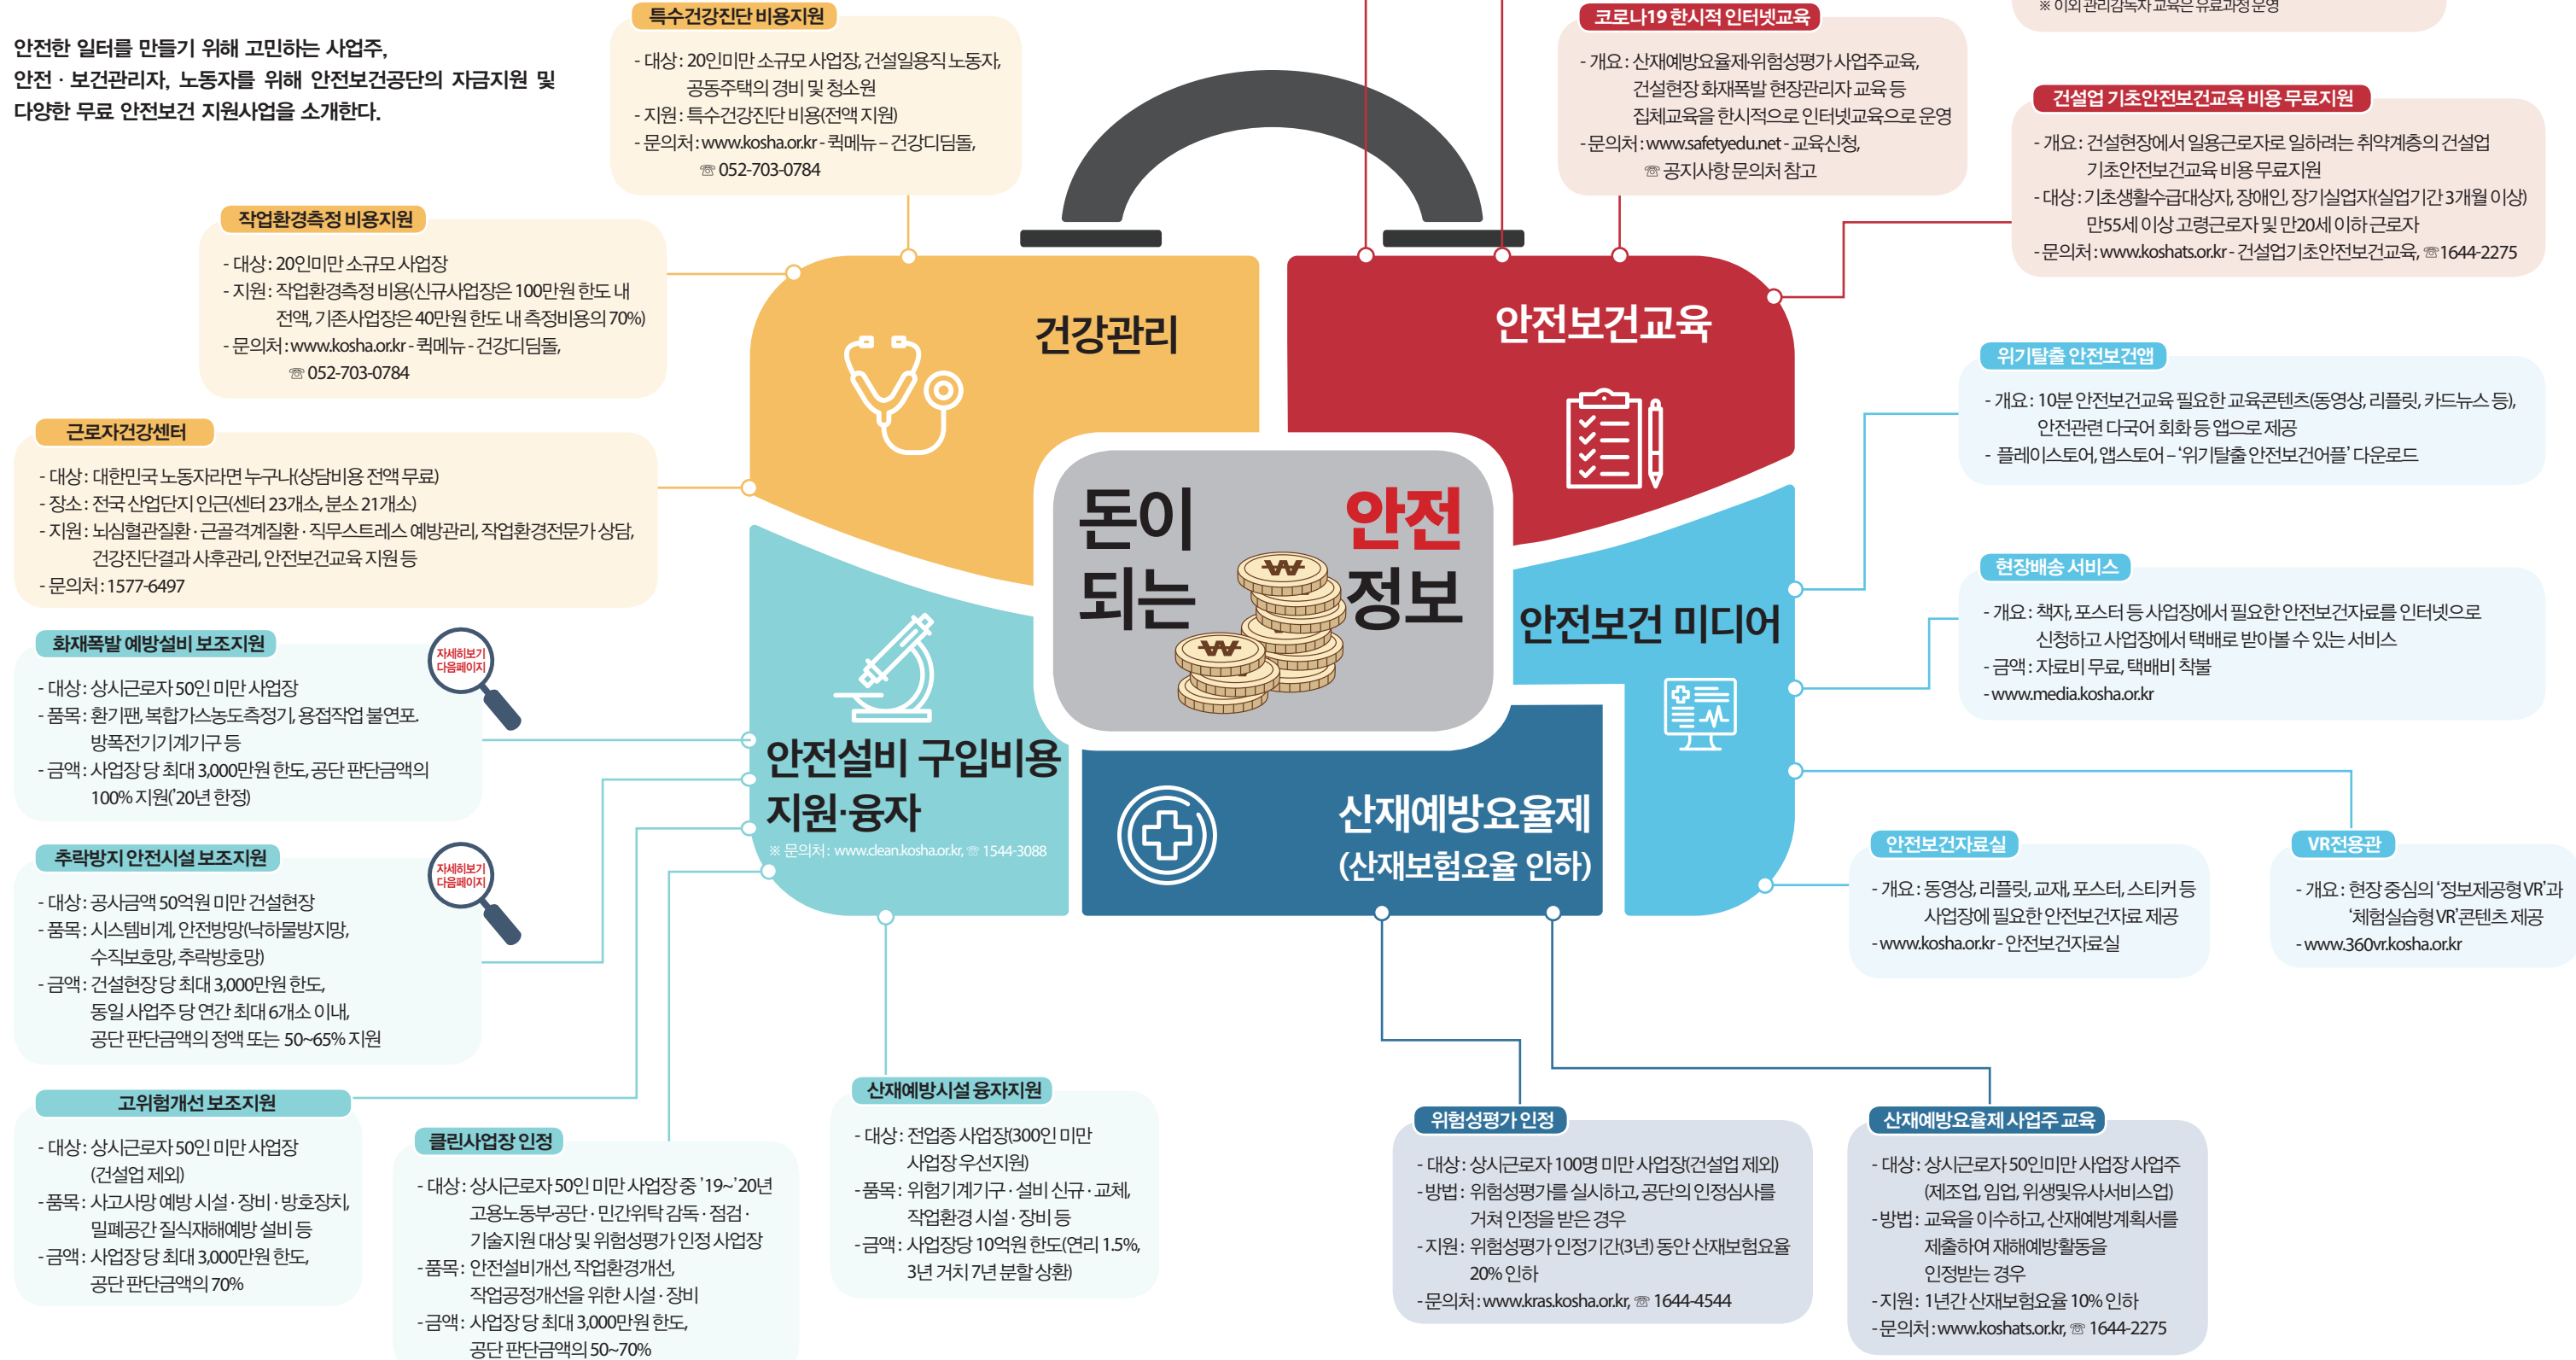 안전한 일터를 만들기 위해 고민하는 사업주,
안전 · 보건관리자, 노동자를 위해 안전보건공단의 자금지원 및
다양한 무료 안전보건 지원사업을 소개한다.
특수건강진단 비용지원
- 대상 : 20인미만 소규모 사업장, 건설일용직 노동자,
공동주택의 경비 및 청소원
- 지원 : 특수건강진단 비용(전액 지원)
- 문의처 : www.kosha.or.kr - 퀵메뉴 – 건강디딤돌,
☏ 052-703-0784
작업환경측정 비용지원
- 대상 : 20인미만 소규모 사업장
- 지원 : 작업환경측정 비용(신규사업장은 100만원 한도 내
전액, 기존사업장은 40만원 한도 내 측정비용의 70%)
- 문의처 : www.kosha.or.kr - 퀵메뉴 - 건강디딤돌,
☏ 052-703-0784
근로자건강센터
- 대상 : 대한민국 노동자라면 누구나(상담비용 전액 무료)
- 장소 : 전국 산업단지 인근(센터 23개소, 분소 21개소)
- 지원 : 뇌심혈관질환 · 근골격계질환 · 직무스트레스 예방관리, 작업환경전문가 상담,
건강진단결과 사후관리, 안전보건교육 지원 등
- 문의처 : 1577-6497
코로나19 한시적 인터넷교육
- 개요 : 산재예방요율제·위험성평가 사업주교육,
건설현장 화재폭발 현장관리자 교육 등
집체교육을 한시적으로 인터넷교육으로 운영
- 문의처 : www.safetyedu.net - 교육신청,
☏ 공지사항 문의처 참고
※ 이외 관리감독자 교육은 유료과정 운영
건설업 기초안전보건교육 비용 무료지원
- 개요 : 건설현장에서 일용근로자로 일하려는 취약계층의 건설업
기초안전보건교육 비용 무료지원
- 대상 : 기초생활수급대상자, 장애인, 장기실업자(실업기간 3개월 이상)
만55세 이상 고령근로자 및 만20세 이하 근로자
- 문의처 : www.koshats.or.kr - 건설업기초안전보건교육, ☏1644-2275
건강관리
안전보건교육
돈이 되는
안전 정보
안전보건 미디어
안전설비 구입비용
지원·융자
※ 문의처 : www.clean.kosha.or.kr, ☏ 1544-3088
산재예방요율제
(산재보험요율 인하)
위기탈출 안전보건앱
- 개요 : 10분 안전보건교육 필요한 교육콘텐츠(동영상, 리플릿, 카드뉴스 등),
안전관련 다국어 회화 등 앱으로 제공
- 플레이스토어, 앱스토어 – ‘위기탈출 안전보건어플’ 다운로드
현장배송 서비스
- 개요 : 책자, 포스터 등 사업장에서 필요한 안전보건자료를 인터넷으로
신청하고 사업장에서 택배로 받아볼 수 있는 서비스
- 금액 : 자료비 무료, 택배비 착불
- www.media.kosha.or.kr
안전보건자료실
- 개요 : 동영상, 리플릿, 교재, 포스터, 스티커 등
사업장에 필요한 안전보건자료 제공
- www.kosha.or.kr - 안전보건자료실
VR전용관
- 개요 : 현장 중심의 ‘정보제공형 VR’과
‘체험실습형 VR’ 콘텐츠 제공
- www.360vr.kosha.or.kr
화재폭발 예방설비 보조지원
자세히보기
다음페이지
- 대상 : 상시근로자 50인 미만 사업장
- 품목 : 환기팬, 복합가스농도측정기, 용접작업 불연포.
방폭전기기계기구 등
- 금액 : 사업장 당 최대 3,000만원 한도, 공단 판단금액의
100% 지원(’20년 한정)
추락방지 안전시설 보조지원
자세히보기
다음페이지
- 대상 : 공사금액 50억원 미만 건설현장
- 품목 : 시스템비계, 안전방망(낙하물방지망,
수직보호망, 추락방호망)
- 금액 : 건설현장 당 최대 3,000만원 한도,
동일 사업주 당 연간 최대 6개소 이내,
공단 판단금액의 정액 또는 50~65% 지원
고위험개선 보조지원
- 대상 : 상시근로자 50인 미만 사업장
(건설업 제외)
- 품목 : 사고사망 예방 시설 · 장비 · 방호장치,
밀폐공간 질식재해예방 설비 등
- 금액 : 사업장 당 최대 3,000만원 한도,
공단 판단금액의 70%
클린사업장 인정
- 대상 : 상시근로자 50인 미만 사업장 중 ’19~’20년
고용노동부·공단 · 민간위탁 감독 · 점검 ·
기술지원 대상 및 위험성평가 인정 사업장
- 품목 : 안전설비개선, 작업환경개선,
작업공정개선을 위한 시설 · 장비
- 금액 : 사업장 당 최대 3,000만원 한도,
공단 판단금액의 50~70%
산재예방시설 융자지원
- 대상 : 전업종 사업장(300인 미만
사업장 우선지원)
- 품목 : 위험기계기구 · 설비 신규 · 교체,
작업환경 시설 · 장비 등
- 금액 : 사업장당 10억원 한도(연리 1.5%,
3년 거치 7년 분할 상환)
위험성평가 인정
- 대상 : 상시근로자 100명 미만 사업장(건설업 제외)
- 방법 : 위험성평가를 실시하고, 공단의 인정심사를
거쳐 인정을 받은 경우
- 지원 : 위험성평가 인정기간(3년) 동안 산재보험요율
20% 인하
- 문의처 : www.kras.kosha.or.kr, ☏ 1644-4544
산재예방요율제 사업주 교육
- 대상 : 상시근로자 50인미만 사업장 사업주
(제조업, 임업, 위생및유사서비스업)
- 방법 : 교육을 이수하고, 산재예방계획서를
제출하여 재해예방활동을
인정받는 경우
- 지원 : 1년간 산재보험요율 10% 인하
- 문의처 : www.koshats.or.kr, ☏ 1644-2275